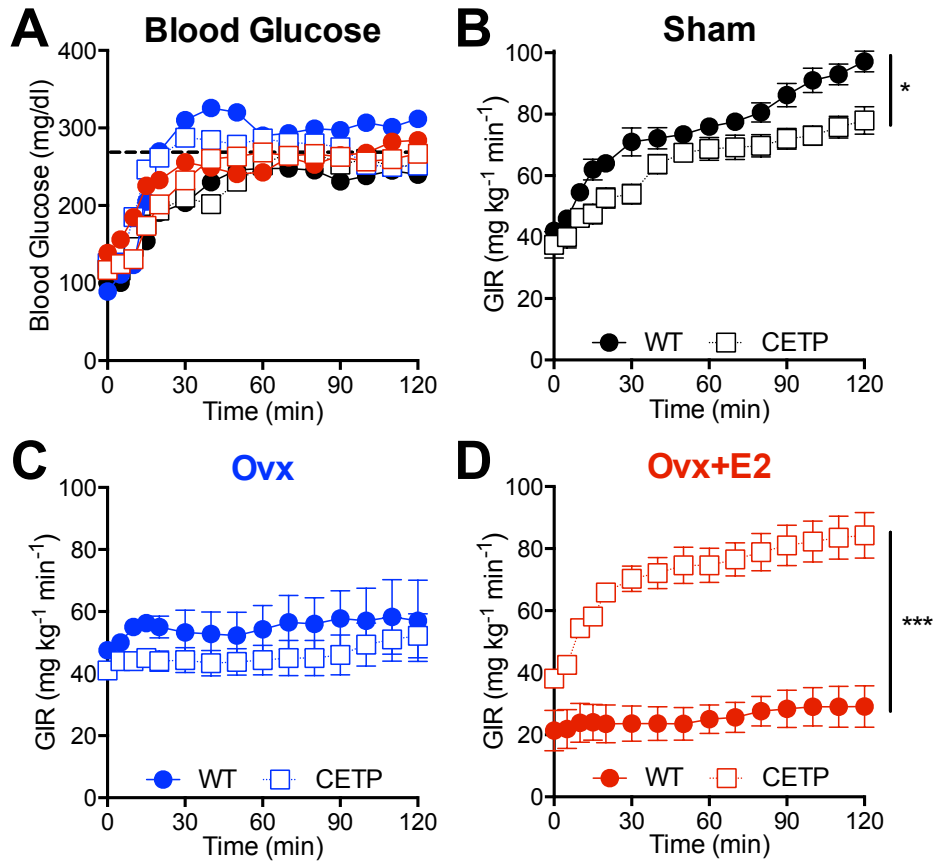 A
Blood Glucose
Blood Glucose (mg/dl)
400
300
200
100
0
0 30 60 90 120
Time (min)
B
Sham
GIR (mg kg⁻¹ min⁻¹)
100
80
60
40
20
0
*
WT CETP
0 30 60 90 120
Time (min)
C
Ovx
GIR (mg kg⁻¹ min⁻¹)
100
80
60
40
20
0
WT CETP
0 30 60 90 120
Time (min)
D
Ovx+E2
GIR (mg kg⁻¹ min⁻¹)
100
80
60
40
20
0
***
WT CETP
0 30 60 90 120
Time (min)